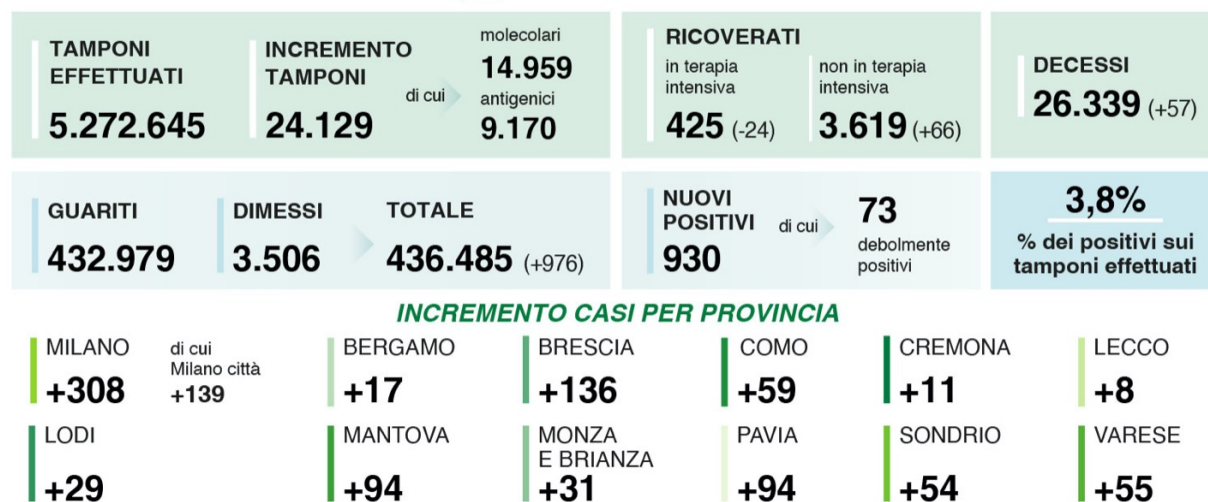 TAMPONI
EFFETTUATI
5.272.645
INCREMENTO
TAMPONI
24.129
di cui
molecolari
14.959
antigenici
9.170
RICOVERATI
in terapia
intensiva
425 (-24)
non in terapia
intensiva
3.619 (+66)
DECESSI
26.339 (+57)
GUARITI
432.979
DIMESSI
3.506
TOTALE
436.485 (+976)
NUOVI
POSITIVI
930
di cui
73
debolmente
positivi
3,8%
% dei positivi sui
tamponi effettuati
INCREMENTO CASI PER PROVINCIA
MILANO
+308
di cui
Milano città
+139
BERGAMO
+17
BRESCIA
+136
COMO
+59
CREMONA
+11
LECCO
+8
LODI
+29
MANTOVA
+94
MONZA
E BRIANZA
+31
PAVIA
+94
SONDRIO
+54
VARESE
+55